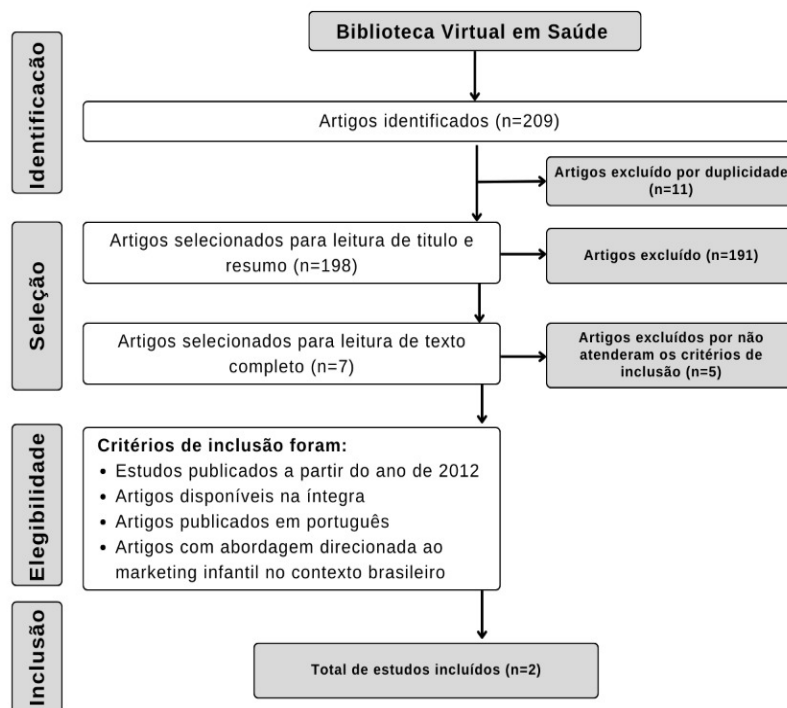 Identificação
Biblioteca Virtual em Saúde
Artigos identificados (n=209)
Artigos excluído por duplicidade
(n=11)
Seleção
Artigos selecionados para leitura de titulo e
resumo (n=198)
Artigos excluído (n=191)
Artigos selecionados para leitura de texto
completo (n=7)
Artigos excluídos por não
atenderam os critérios de
inclusão (n=5)
Elegibilidade
Critérios de inclusão foram:
• Estudos publicados a partir do ano de 2012
• Artigos disponíveis na íntegra
• Artigos publicados em português
• Artigos com abordagem direcionada ao
marketing infantil no contexto brasileiro
Inclusão
Total de estudos incluídos (n=2)